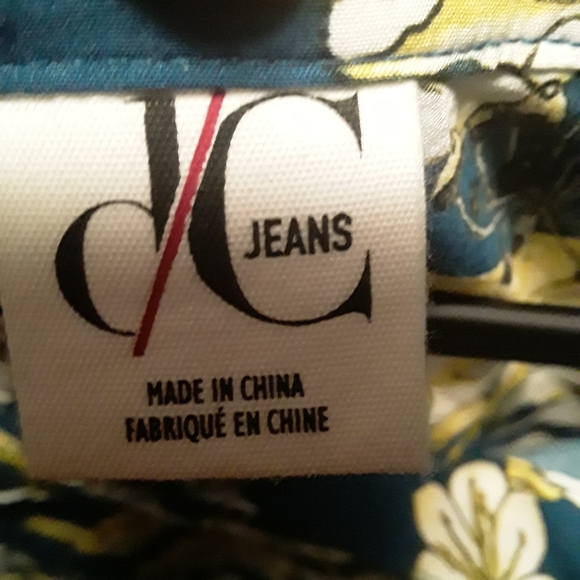 d/C
JEANS
MADE IN CHINA
FABRIQUÉ EN CHINE